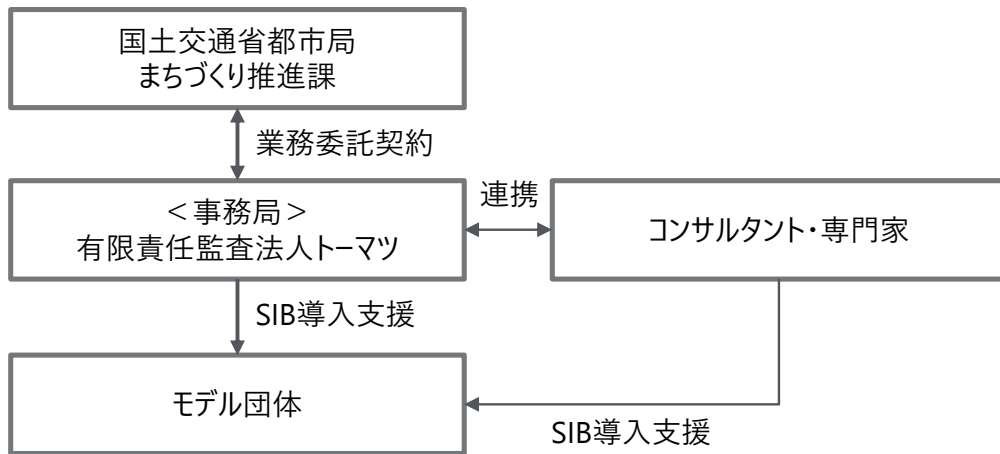 国土交通省都市局
まちづくり推進課
業務委託契約
＜事務局＞
有限責任監査法人トーマツ
連携
コンサルタント・専門家
SIB導入支援
モデル団体
SIB導入支援